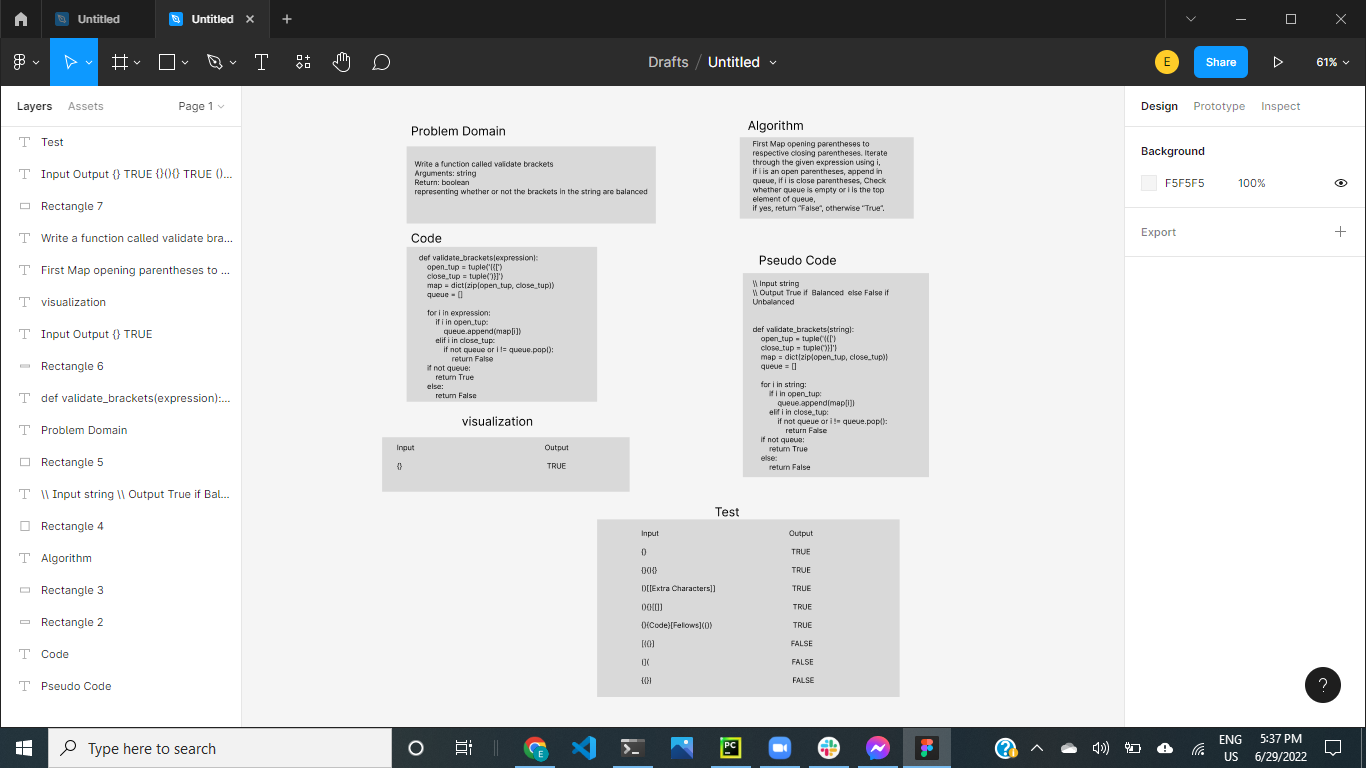 Untitled
Untitled
Drafts / Untitled
E
Share
61%
Layers
Assets
Page 1
Test
Input Output {} TRUE {}(){} TRUE ()...
Rectangle 7
Write a function called validate bra...
First Map opening parentheses to ...
visualization
Input Output {} TRUE
Rectangle 6
def validate_brackets(expression):...
Problem Domain
Rectangle 5
\\ Input string \\ Output True if Bal...
Rectangle 4
Algorithm
Rectangle 3
Rectangle 2
Code
Pseudo Code
Problem Domain
Write a function called validate brackets
Arguments: string
Return: boolean
representing whether or not the brackets in the string are balanced
Code
def validate_brackets(expression):
open_tup = tuple('({[')
close_tup = tuple(')}]')
map = dict(zip(open_tup, close_tup))
queue = []
for i in expression:
if i in open_tup:
queue.append(map[i])
elif i in close_tup:
if not queue or i != queue.pop():
return False
if not queue:
return True
else:
return False
visualization
Input Output
{} TRUE
Algorithm
First Map opening parentheses to
respective closing parentheses. Iterate
through the given expression using i,
if i is an open parentheses, append in
queue, if i is close parentheses, Check
whether queue is empty or i is the top
element of queue,
if yes, return "False", otherwise "True".
Pseudo Code
\\ Input string
\\ Output True if Balanced else False if
Unbalanced
def validate_brackets(string):
open_tup = tuple('({[')
close_tup = tuple(')}]')
map = dict(zip(open_tup, close_tup))
queue = []
for i in string:
if i in open_tup:
queue.append(map[i])
elif i in close_tup:
if not queue or i != queue.pop():
return False
if not queue:
return True
else:
return False
Test
Input Output
{} TRUE
{}(){} TRUE
()[[Extra Characters]] TRUE
(){}[[]] TRUE
{}{Code}[Fellows](()) TRUE
[({}] FALSE
(]( FALSE
{(}) FALSE
Design
Prototype
Inspect
Background
F5F5F5
100%
Export
?
Type here to search
PC
ENG
US
5:37 PM
6/29/2022